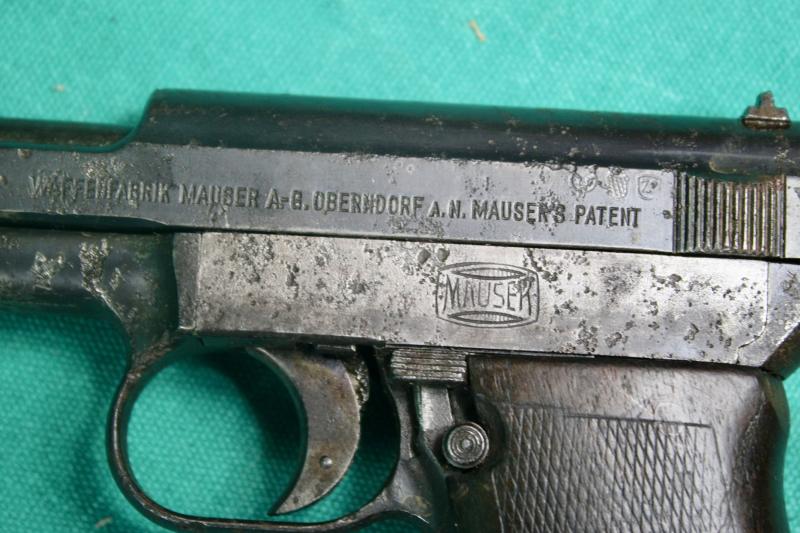 WAFFENFABRIK MAUSER A-G. OBERNDORF A.N. MAUSER'S PATENT
MAUSER